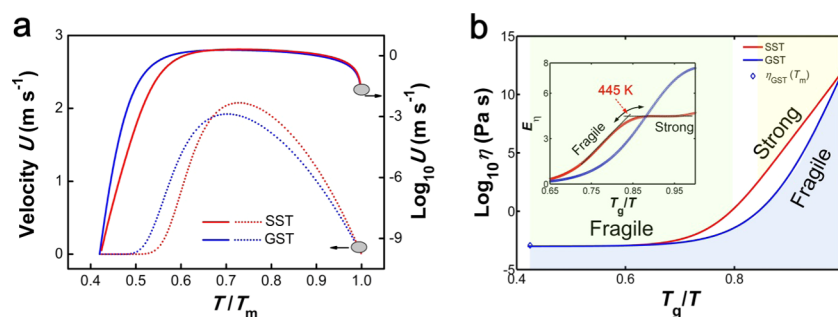 a
Velocity U (m s⁻¹)
3
2
1
0
0.4 0.5 0.6 0.7 0.8 0.9 1.0
T/Tm
0
-3
-6
-9
Log10 U (m s⁻¹)
SST
GST
b
Log10 η (Pa s)
15
10
5
0
-5
0.4 0.6 0.8
Tg/T
SST
GST
ηGST (Tm)
Strong
Fragile
Fragile
Eη
8
6
3
0
0.65 0.75 0.85 0.95
Tg/T
445 K
Fragile
Strong